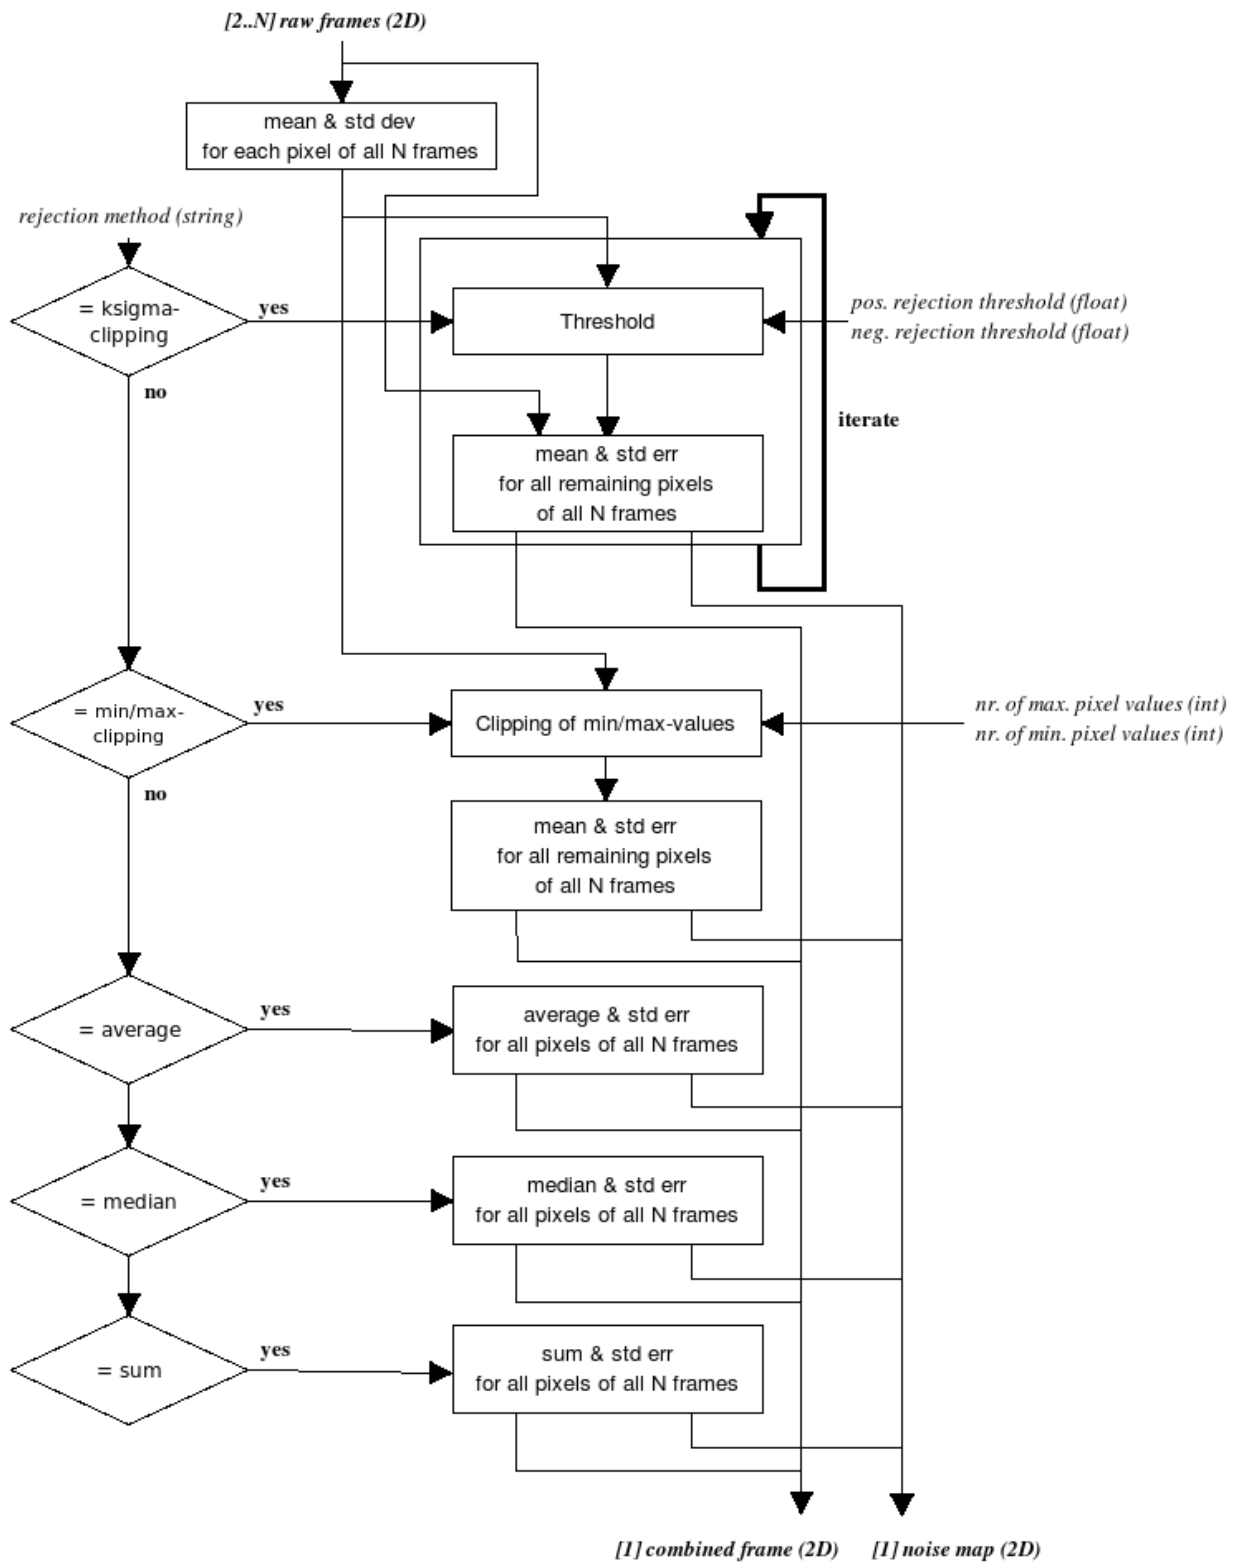 [2..N] raw frames (2D)
mean & std dev
for each pixel of all N frames
rejection method (string)
= ksigma-
clipping
yes
no
Threshold
pos. rejection threshold (float)
neg. rejection threshold (float)
iterate
mean & std err
for all remaining pixels
of all N frames
= min/max-
clipping
yes
no
Clipping of min/max-values
nr. of max. pixel values (int)
nr. of min. pixel values (int)
mean & std err
for all remaining pixels
of all N frames
= average
yes
average & std err
for all pixels of all N frames
= median
yes
median & std err
for all pixels of all N frames
= sum
yes
sum & std err
for all pixels of all N frames
[1] combined frame (2D)
[1] noise map (2D)